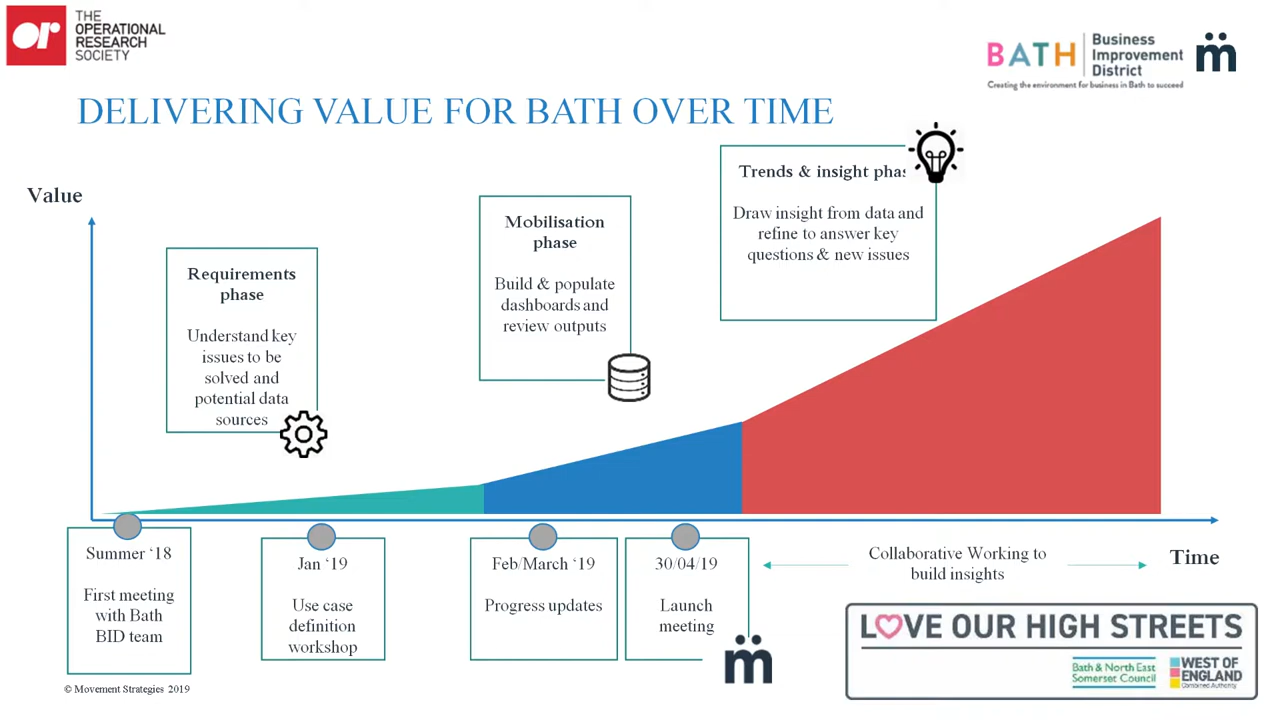 THE
OPERATIONAL
RESEARCH
SOCIETY
or
BATH
Business
Improvement
District
Creating the environment for business in Bath to succeed
m
DELIVERING VALUE FOR BATH OVER TIME
Value
Requirements
phase
Understand key
issues to be
solved and
potential data
sources
Mobilisation
phase
Build & populate
dashboards and
review outputs
Trends & insight phas
Draw insight from data and
refine to answer key
questions & new issues
Summer ‘18
First meeting
with Bath
BID team
Jan ‘19
Use case
definition
workshop
Feb/March ‘19
Progress updates
30/04/19
Launch
meeting
m
Collaborative Working to
build insights
Time
LOVE OUR HIGH STREETS
Bath & North East
Somerset Council
WEST OF
ENGLAND
Combined Authority
© Movement Strategies 2019